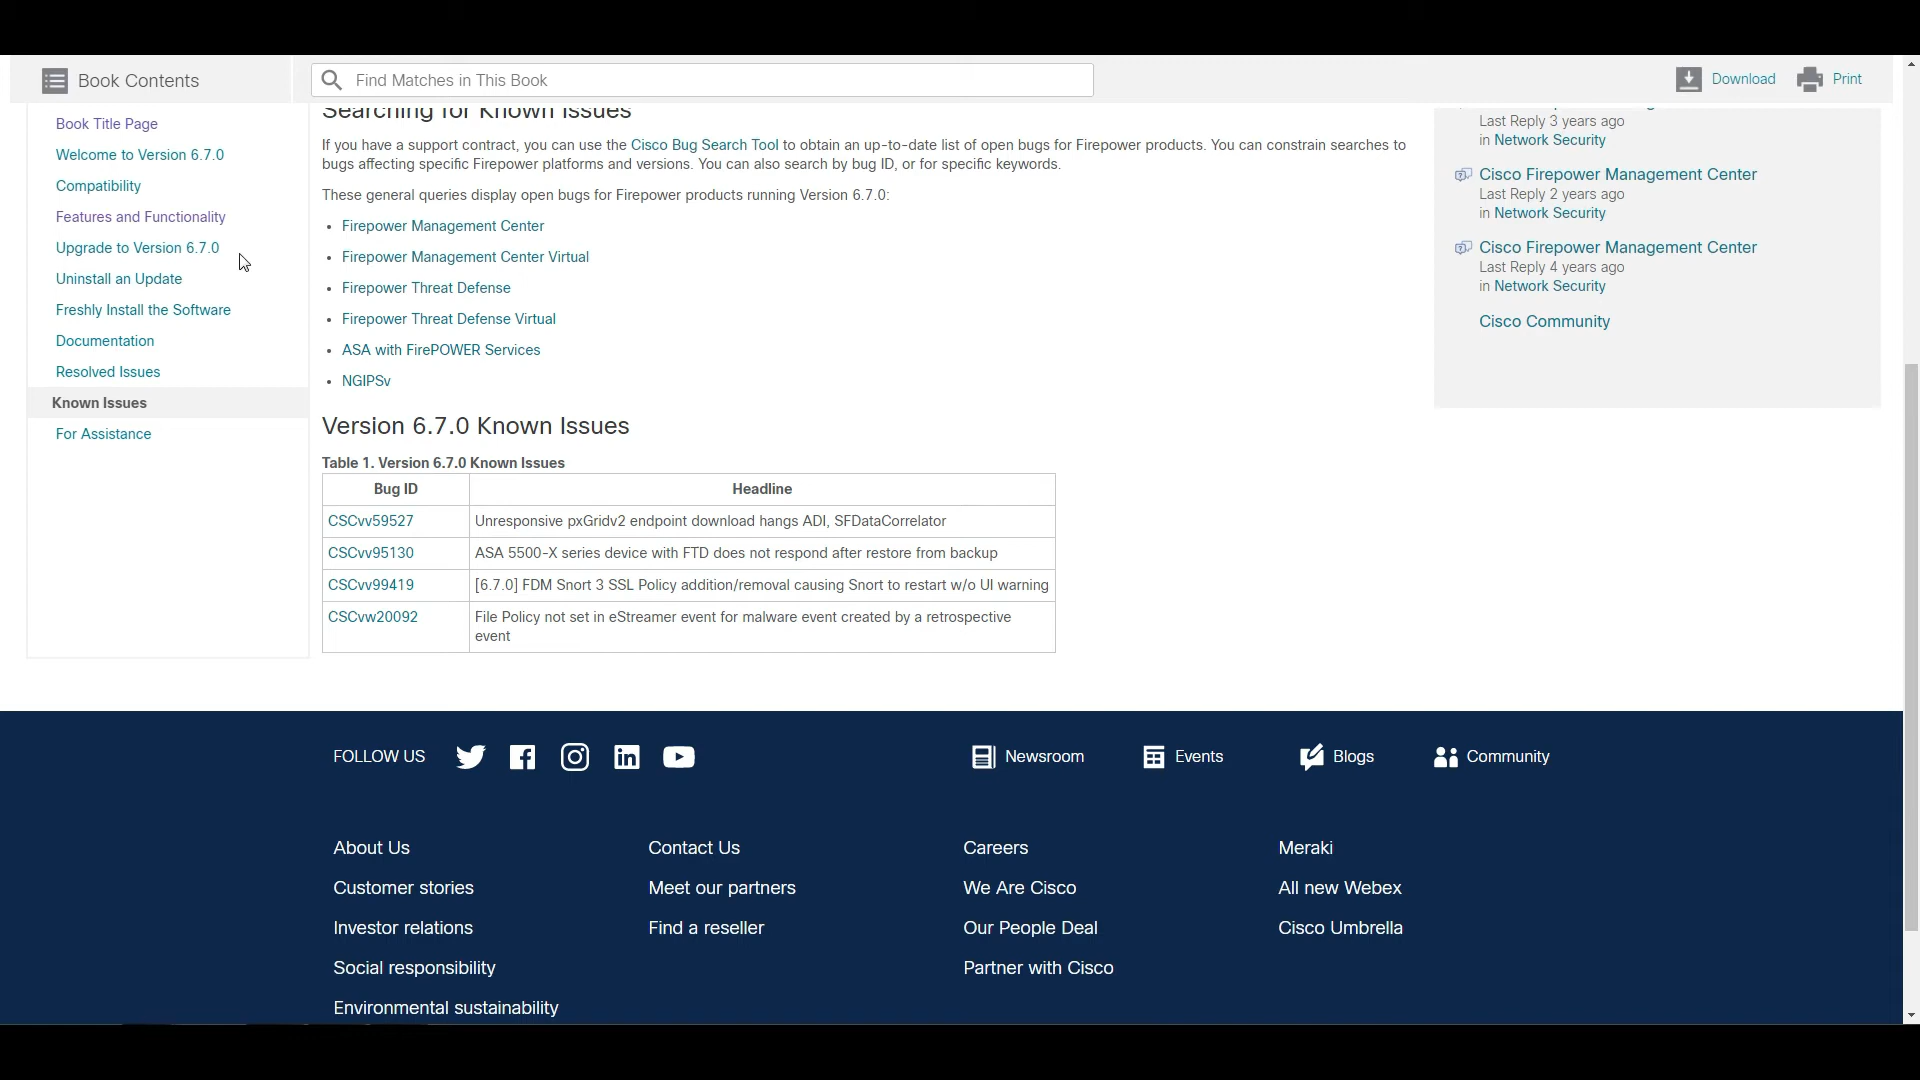 Book Contents
Find Matches in This Book
Download
Print
Book Title Page
Welcome to Version 6.7.0
Compatibility
Features and Functionality
Upgrade to Version 6.7.0
Uninstall an Update
Freshly Install the Software
Documentation
Resolved Issues
Known Issues
For Assistance
Searching for Known Issues
If you have a support contract, you can use the Cisco Bug Search Tool to obtain an up-to-date list of open bugs for Firepower products. You can constrain searches to
bugs affecting specific Firepower platforms and versions. You can also search by bug ID, or for specific keywords.
These general queries display open bugs for Firepower products running Version 6.7.0:
• Firepower Management Center
• Firepower Management Center Virtual
• Firepower Threat Defense
• Firepower Threat Defense Virtual
• ASA with FirePOWER Services
• NGIPSv
Version 6.7.0 Known Issues
Table 1. Version 6.7.0 Known Issues
Bug ID Headline
CSCvv59527 Unresponsive pxGridv2 endpoint download hangs ADI, SFDataCorrelator
CSCvv95130 ASA 5500-X series device with FTD does not respond after restore from backup
CSCvv99419 [6.7.0] FDM Snort 3 SSL Policy addition/removal causing Snort to restart w/o UI warning
CSCvw20092 File Policy not set in eStreamer event for malware event created by a retrospective
event
Last Reply 3 years ago
in Network Security
Cisco Firepower Management Center
Last Reply 2 years ago
in Network Security
Cisco Firepower Management Center
Last Reply 4 years ago
in Network Security
Cisco Community
FOLLOW US
Newsroom
Events
Blogs
Community
About Us
Customer stories
Investor relations
Social responsibility
Environmental sustainability
Contact Us
Meet our partners
Find a reseller
Careers
We Are Cisco
Our People Deal
Partner with Cisco
Meraki
All new Webex
Cisco Umbrella